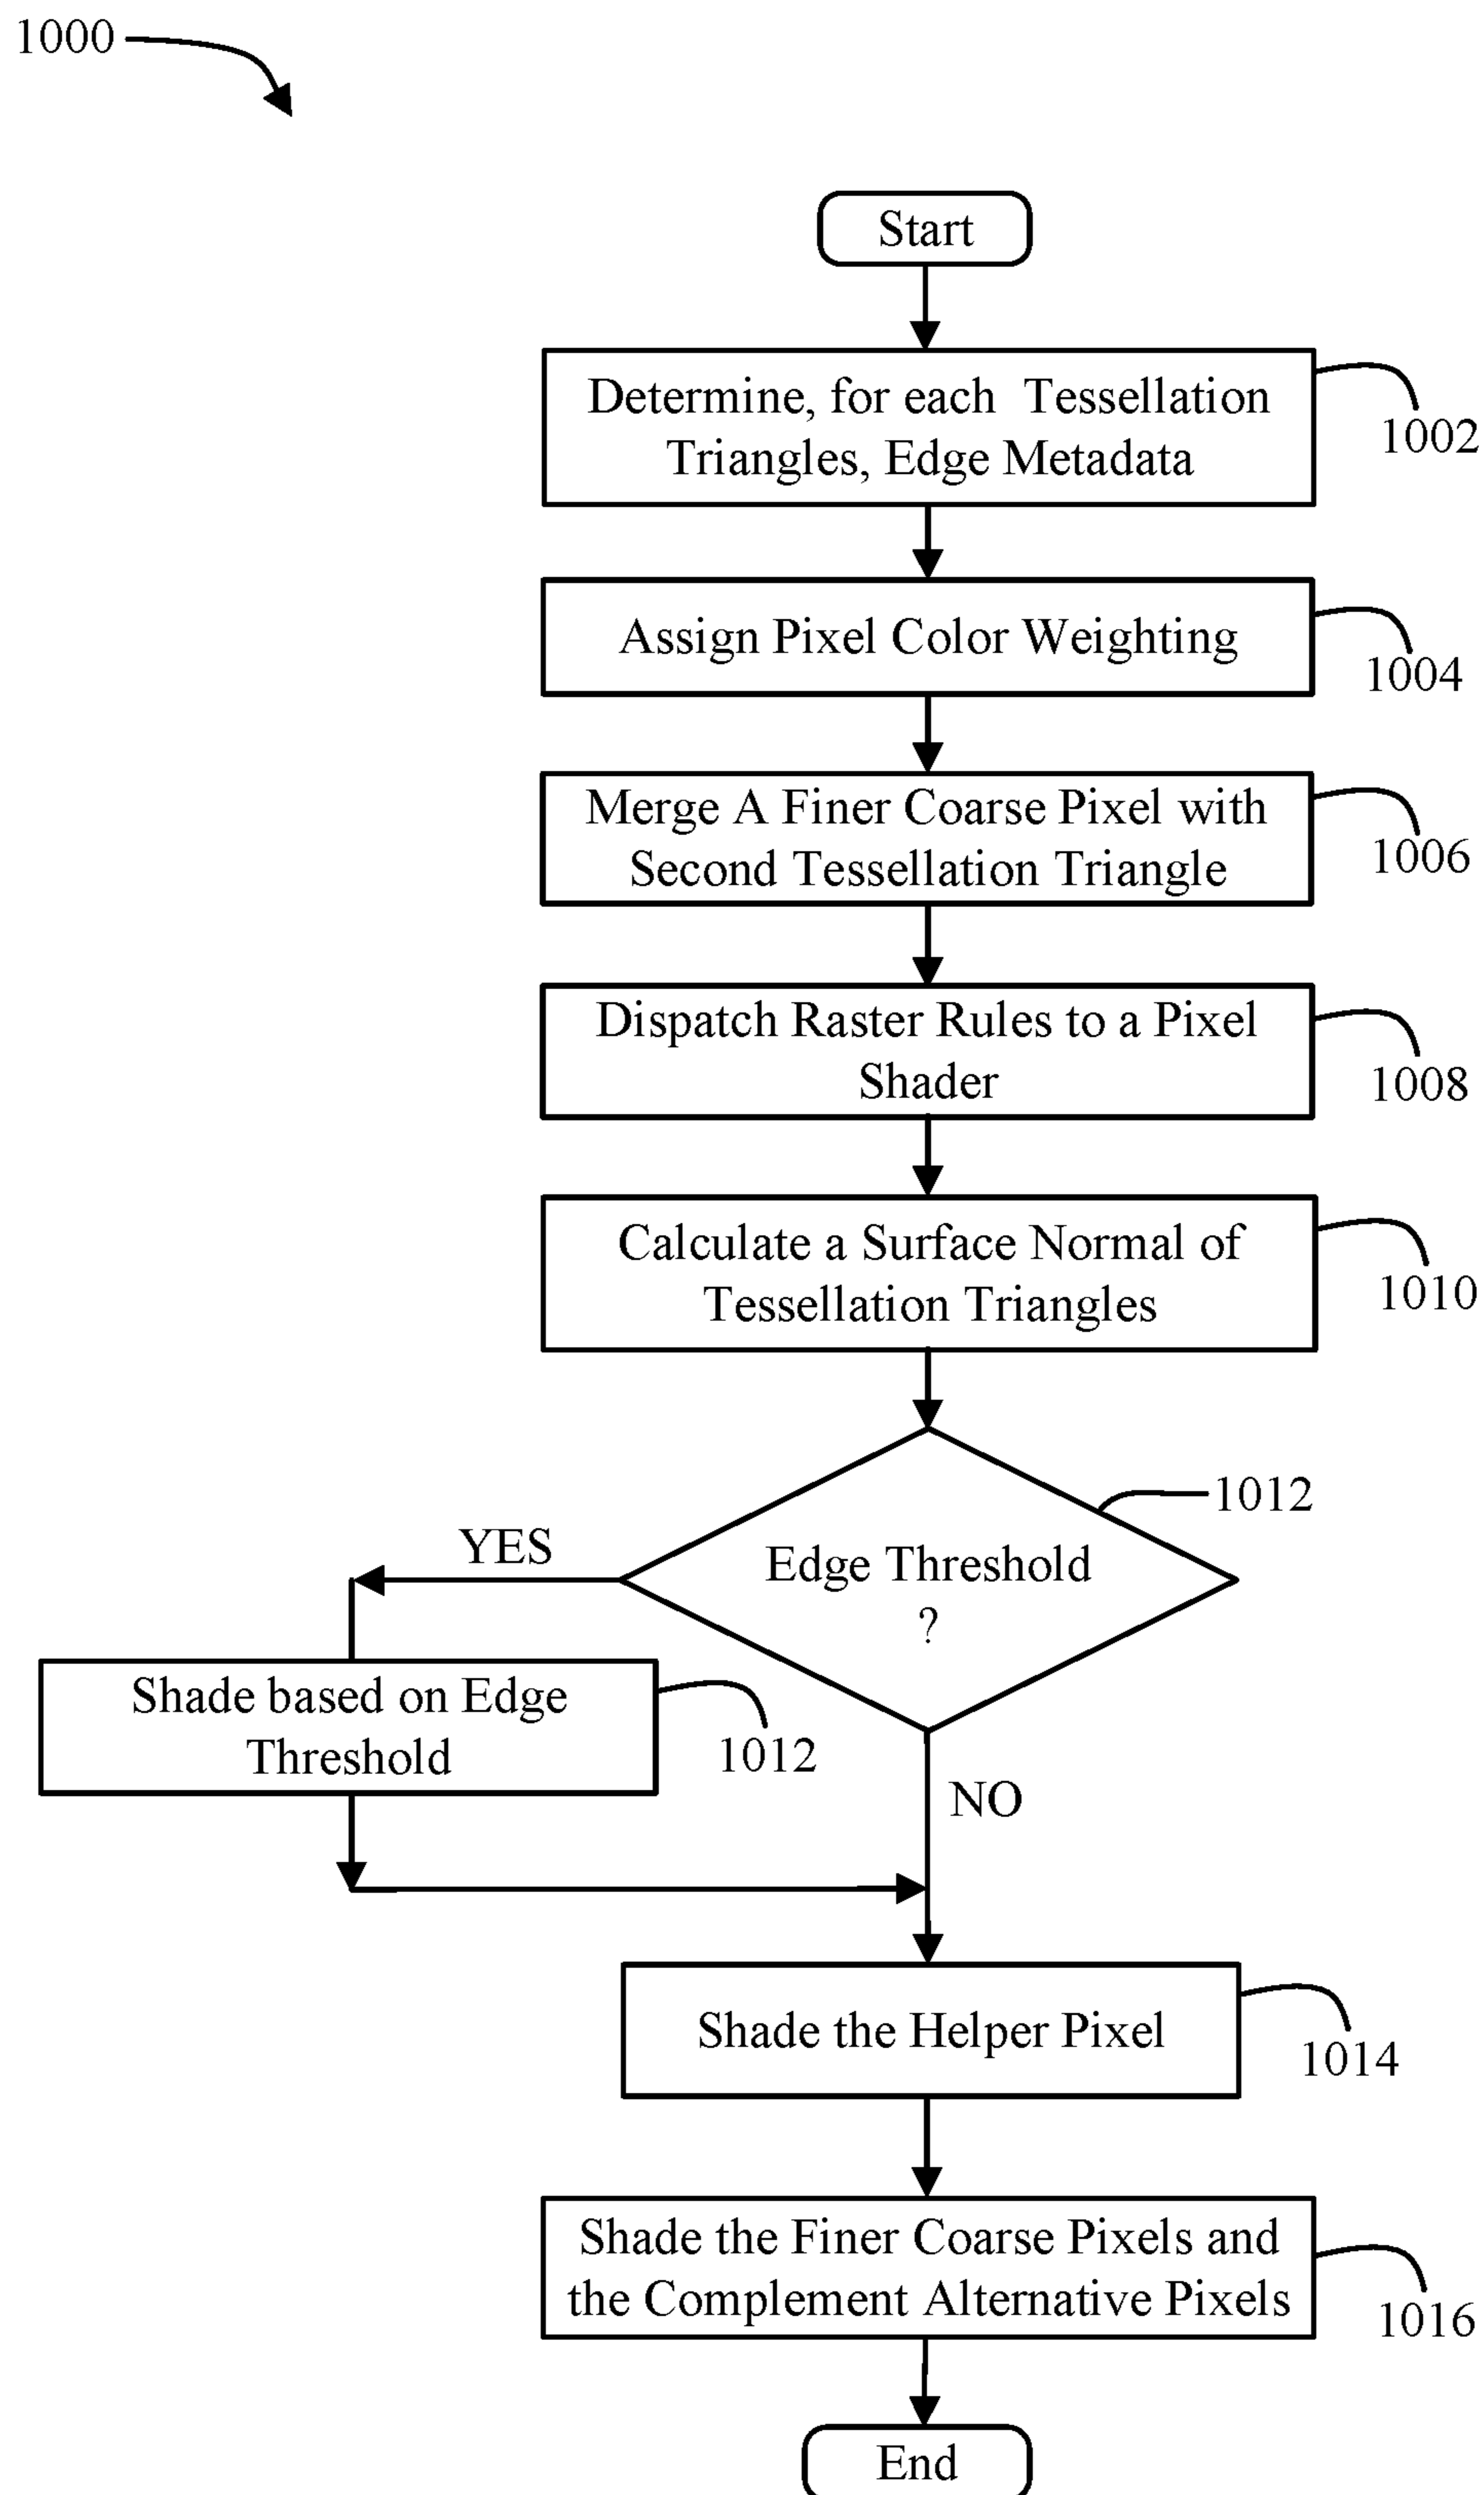 1000
Start
Determine, for each Tessellation
Triangles, Edge Metadata
1002
Assign Pixel Color Weighting
1004
Merge A Finer Coarse Pixel with
Second Tessellation Triangle
1006
Dispatch Raster Rules to a Pixel
Shader
1008
Calculate a Surface Normal of
Tessellation Triangles
1010
1012
Edge Threshold
?
YES
Shade based on Edge
Threshold
1012
NO
Shade the Helper Pixel
1014
Shade the Finer Coarse Pixels and
the Complement Alternative Pixels
1016
End